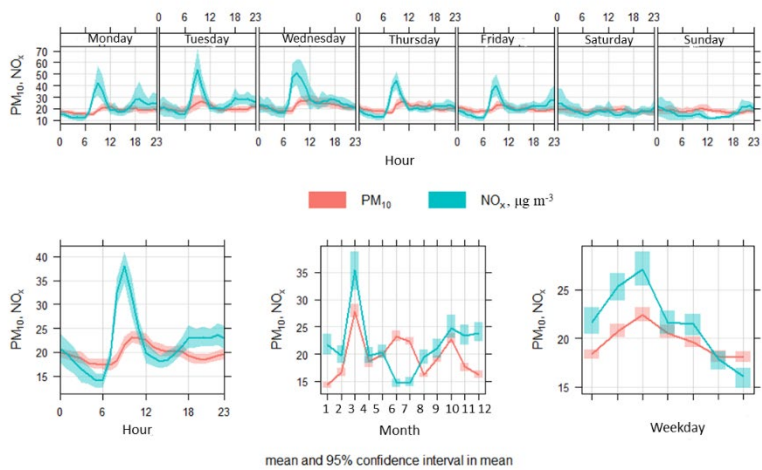 0 6 12 18 23 0 6 12 18 23 0 6 12 18 23
Monday Tuesday Wednesday Thursday Friday Saturday Sunday
PM10, NOx
70
60
50
40
30
20
10
0 6 12 18 23 0 6 12 18 23 0 6 12 18 23 0 6 12 18 23
Hour
PM10 NOx, µg m-3
PM10, NOx
40
35
30
25
20
15
0 6 12 18 23
Hour
PM10, NOx
35
30
25
20
15
1 2 3 4 5 6 7 8 9 10 11 12
Month
PM10, NOx
25
20
15
Weekday
mean and 95% confidence interval in mean